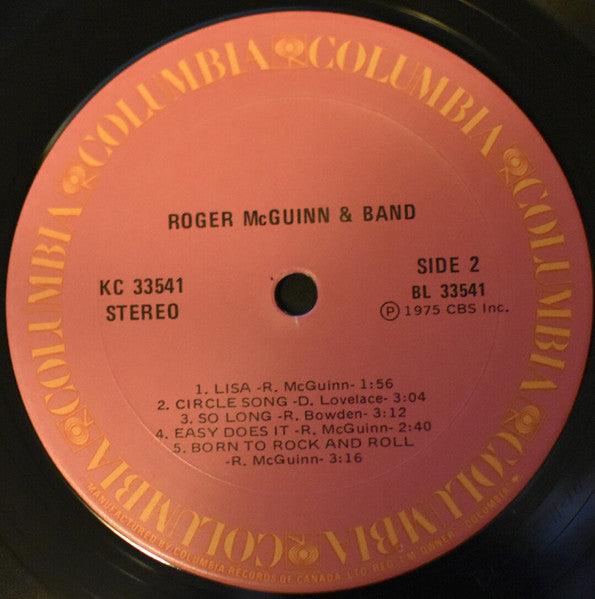 COLUMBIA COLUMBIA COLUMBIA COLUMBIA COLUMBIA COLUMBIA COLUMBIA
ROGER McGUINN & BAND
KC 33541
STEREO
SIDE 2
BL 33541
Ⓟ 1975 CBS Inc.
1. LISA -R. McGuinn- 1:56
2. CIRCLE SONG -D. Lovelace- 3:04
3. SO LONG -R. Bowden- 3:12
4. EASY DOES IT -R. McGuinn- 2:40
5. BORN TO ROCK AND ROLL
-R. McGuinn- 3:16
MANUFACTURED BY COLUMBIA RECORDS OF CANADA, LTD. REG. T.M. OWNER - COLUMBIA